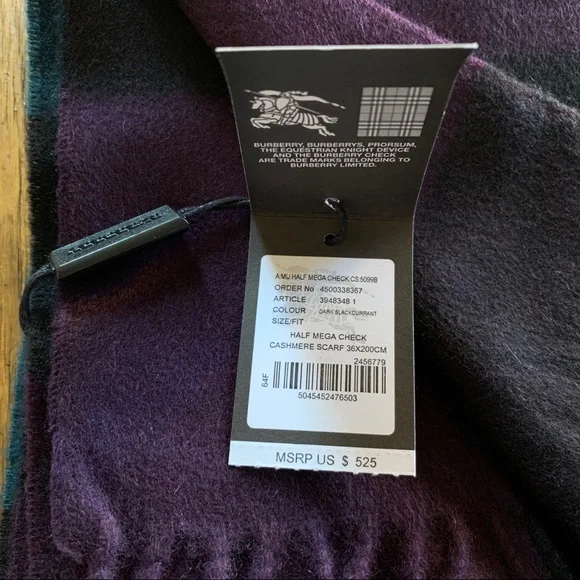 BURBERRY, BURBERRYS, PRORSUM,
THE EQUESTRIAN KNIGHT DEVICE
AND THE BURBERRY CHECK
ARE TRADE MARKS BELONGING TO
BURBERRY LIMITED.
A:MU HALF MEGA CHECK CS:5099B
ORDER No 4500338367
ARTICLE 3948348 1
COLOUR DARK BLACKCURRANT
SIZE/FIT
HALF MEGA CHECK
CASHMERE SCARF 36X200CM
2456779
64F
5045452476503
MSRP US $ 525